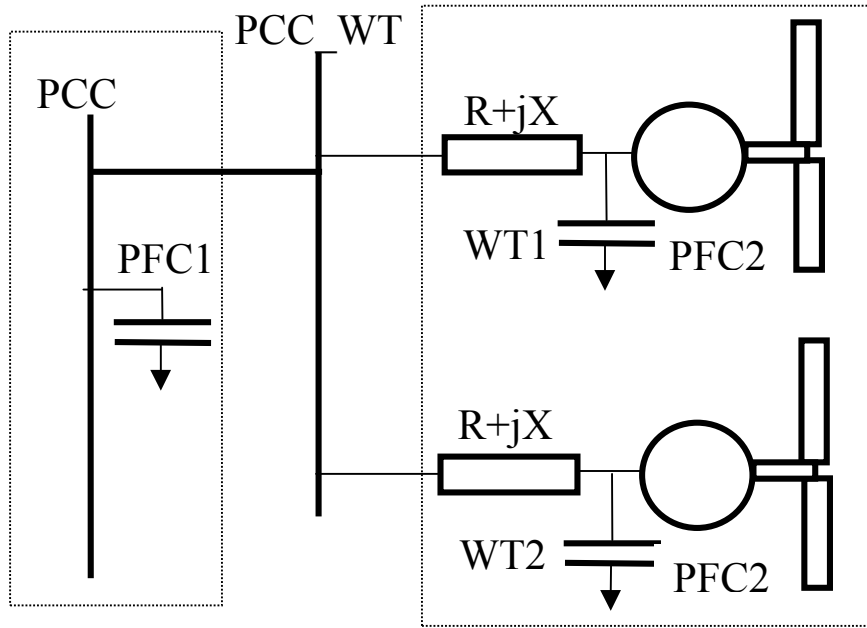 PCC_WT
PCC
R+jX
PFC1
WT1
PFC2
R+jX
WT2
PFC2